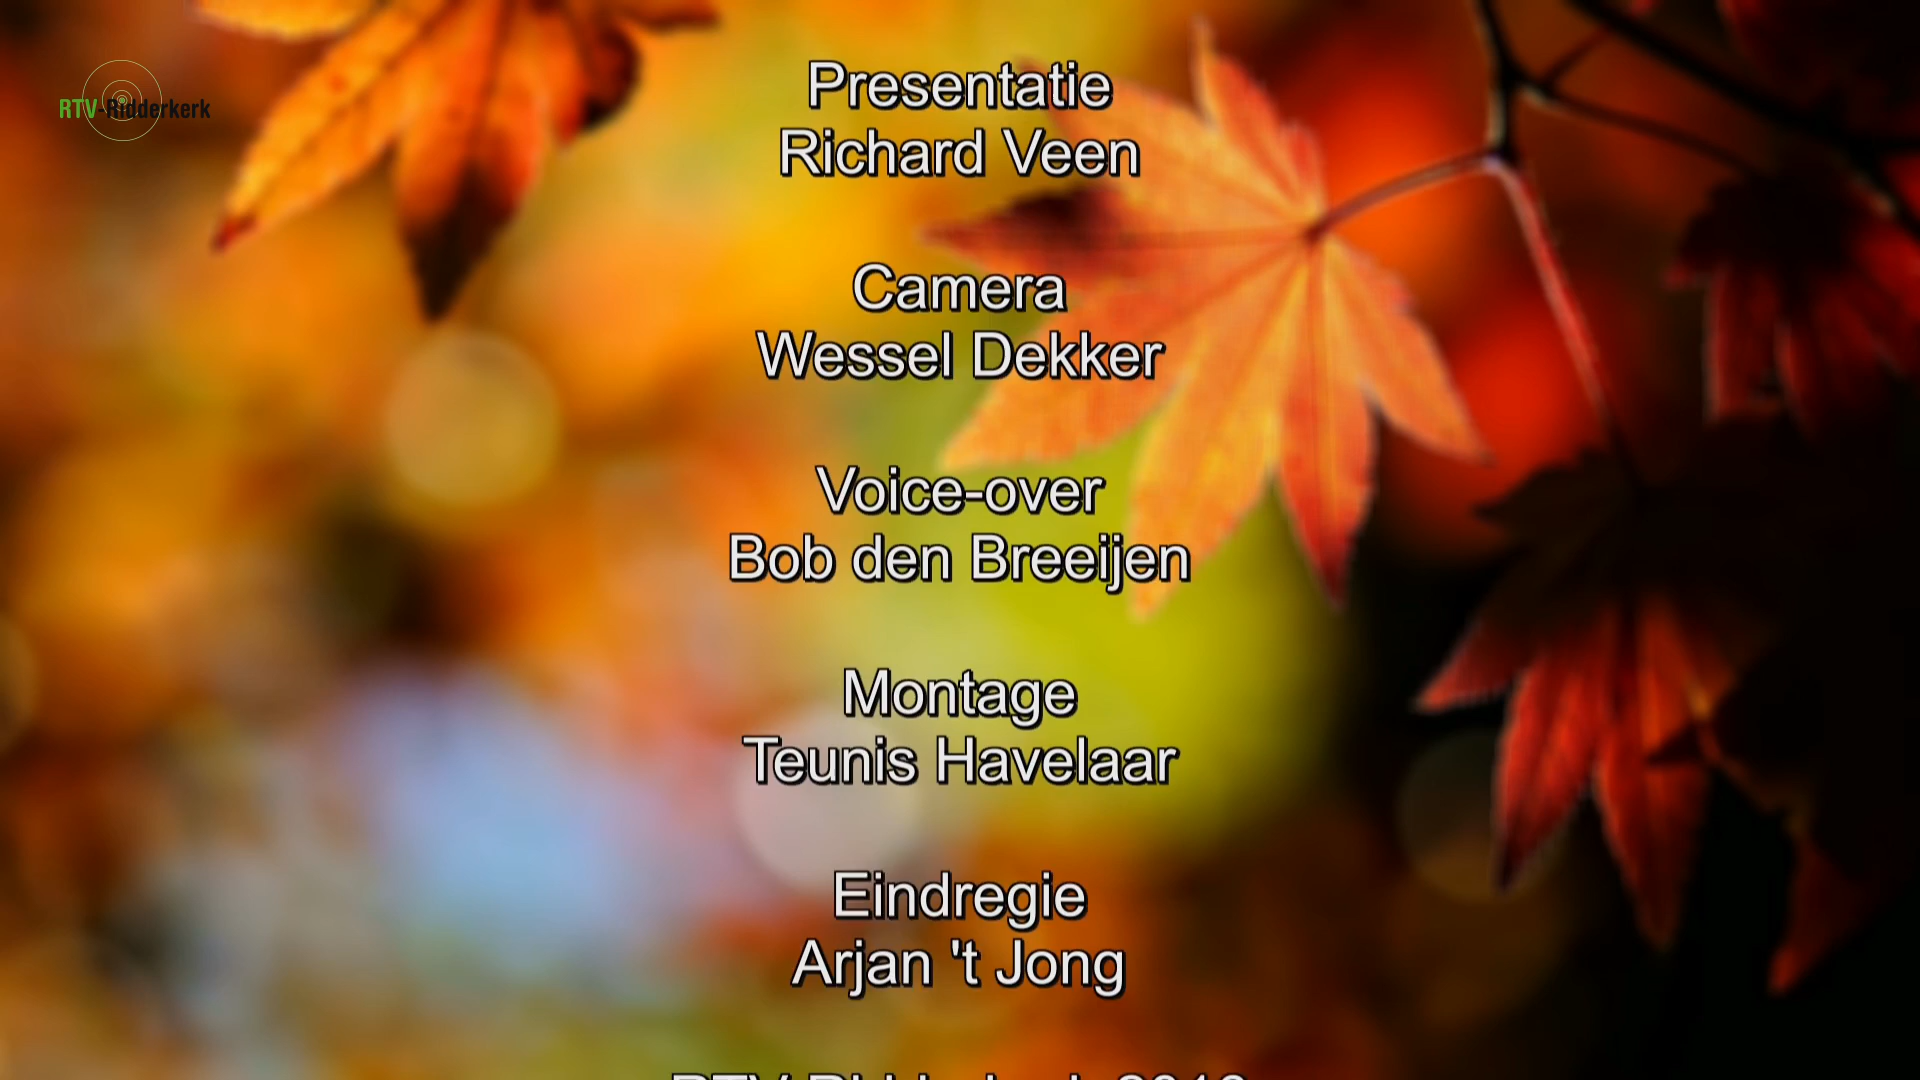 RTV-Ridderkerk
Presentatie
Richard Veen
Camera
Wessel Dekker
Voice-over
Bob den Breeijen
Montage
Teunis Havelaar
Eindregie
Arjan 't Jong